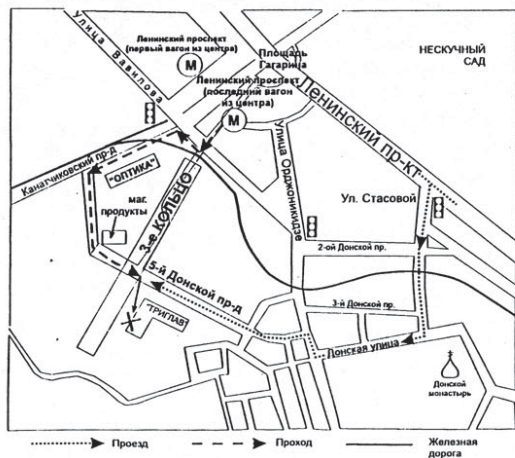 Улица Вавилова
Ленинский проспект
(первый вагон из центра)
М
Площадь
Гагарина
НЕСКУЧНЫЙ
САД
Ленинский проспект
(последний вагон
из центра)
М
Ленинский пр-кт
Улица Орджоникидзе
Ул. Стасовой
Канатчиковский пр-д
"ОПТИКА"
маг.
продукты
3-е КОЛЬЦО
2-ой Донской пр.
5-й Донской пр-д
3-й Донской пр.
"ТРИГЛАВ"
Донская улица
Донской
монастырь
Проезд
Проход
Железная
дорога